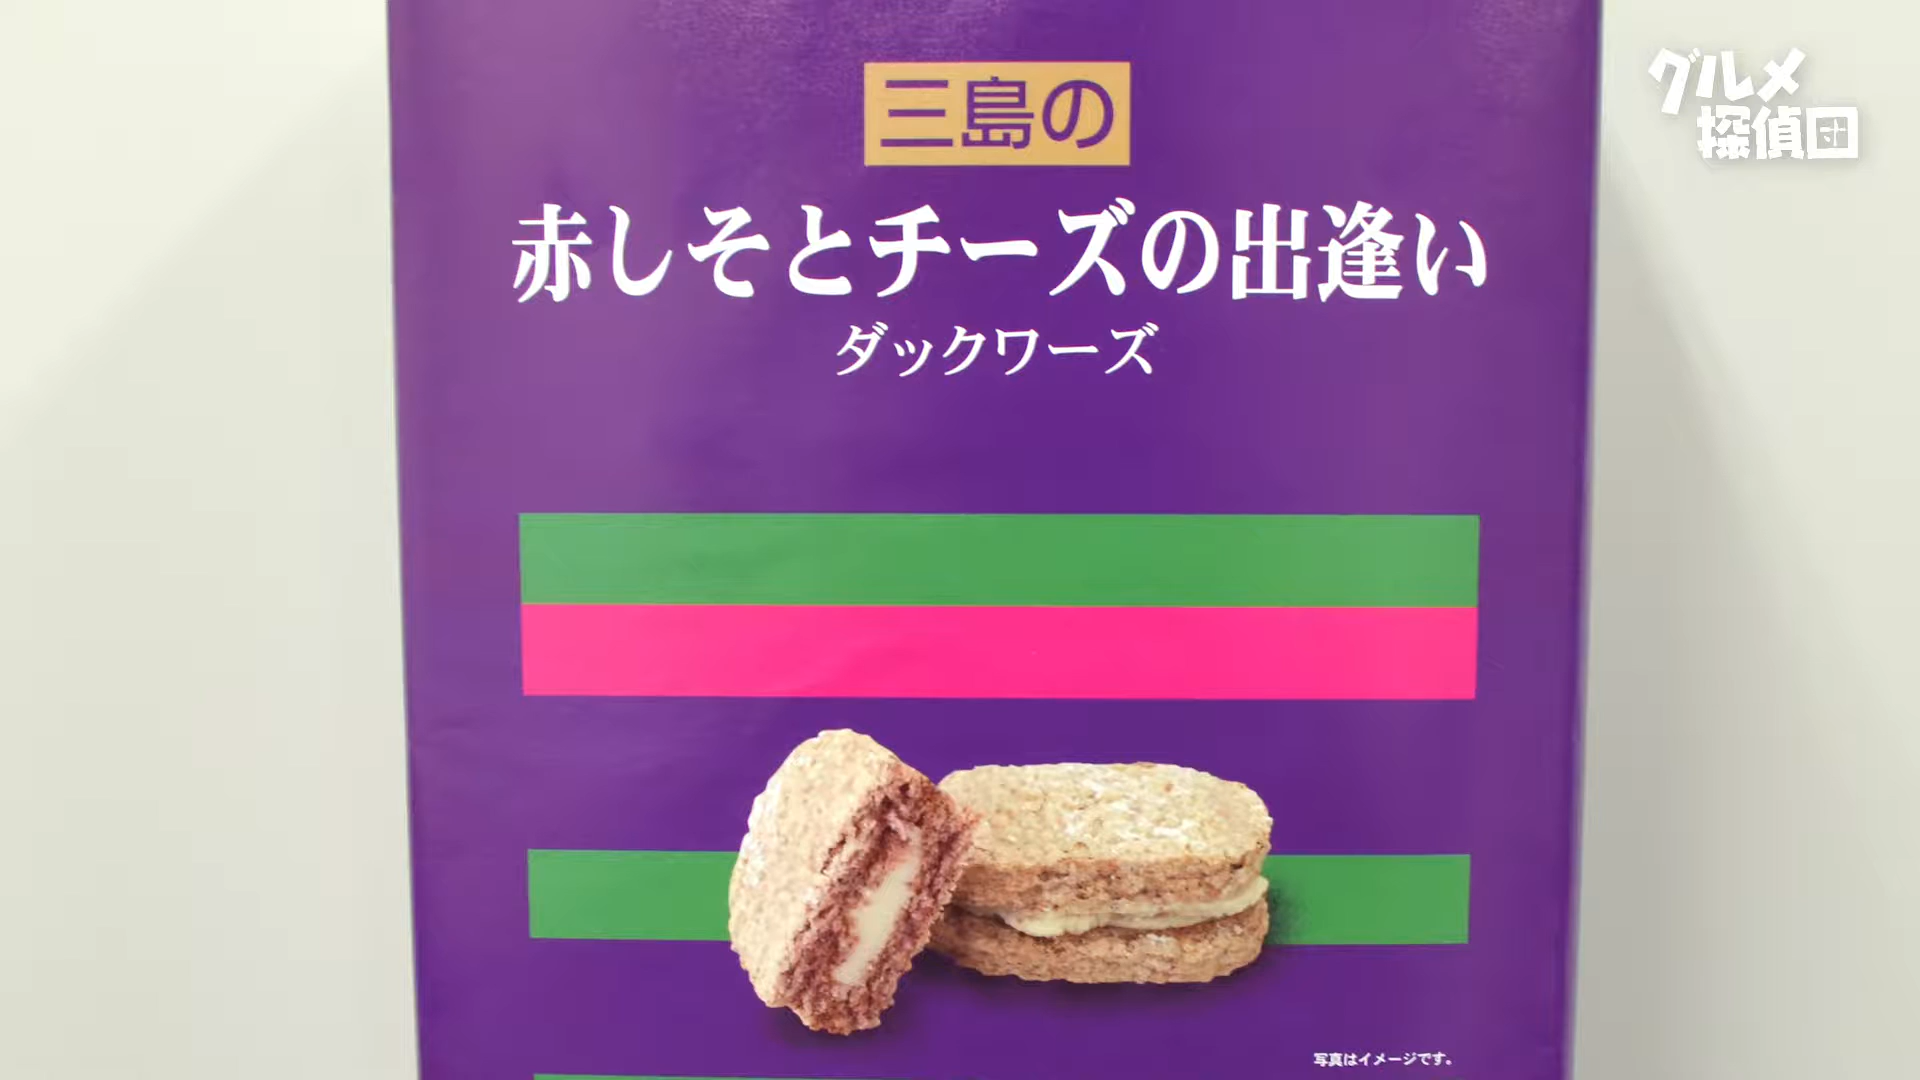 三島の
赤しそとチーズの出逢い
ダックワーズ
写真はイメージです。
グルメ
探偵団